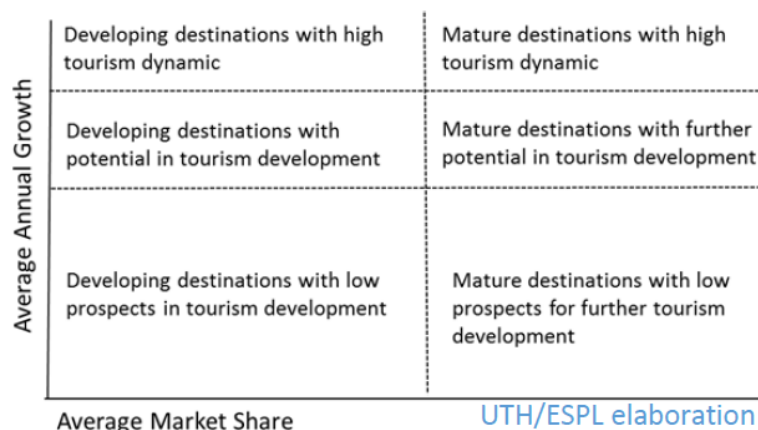 Developing destinations with high
tourism dynamic
Mature destinations with high
tourism dynamic
Developing destinations with
potential in tourism development
Mature destinations with further
potential in tourism development
Developing destinations with low
prospects in tourism development
Mature destinations with low
prospects for further tourism
development
Average Annual Growth
Average Market Share
UTH/ESPL elaboration